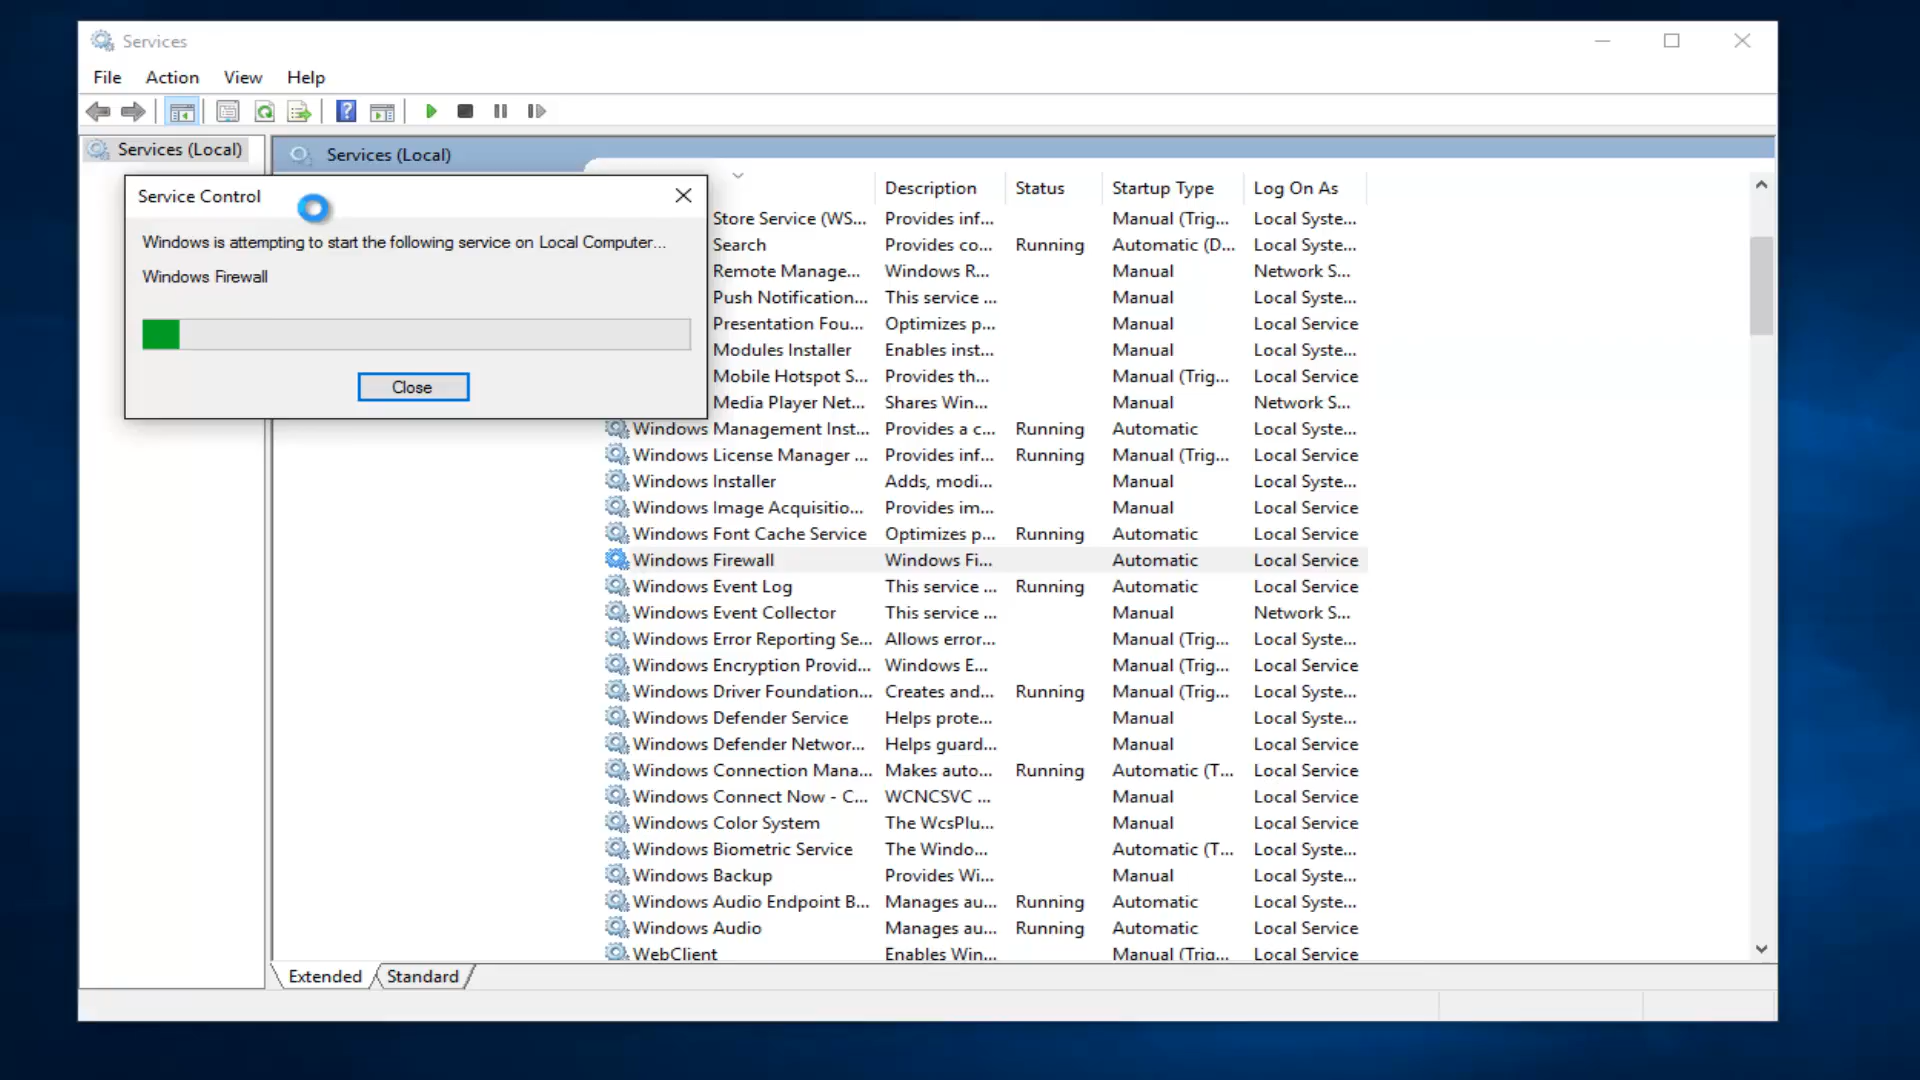 Services
File Action View Help
Services (Local)
Services (Local)
Service Control
Windows is attempting to start the following service on Local Computer...
Windows Firewall
Close
Description Status Startup Type Log On As
Store Service (WS... Provides inf... Manual (Trig... Local Syste...
Search Provides co... Running Automatic (D... Local Syste...
Remote Manage... Windows R... Manual Network S...
Push Notification... This service ... Manual Local Syste...
Presentation Fou... Optimizes p... Manual Local Service
Modules Installer Enables inst... Manual Local Syste...
Mobile Hotspot S... Provides th... Manual (Trig... Local Service
Media Player Net... Shares Win... Manual Network S...
Windows Management Inst... Provides a c... Running Automatic Local Syste...
Windows License Manager ... Provides inf... Running Manual (Trig... Local Service
Windows Installer Adds, modi... Manual Local Syste...
Windows Image Acquisitio... Provides im... Manual Local Service
Windows Font Cache Service Optimizes p... Running Automatic Local Service
Windows Firewall Windows Fi... Automatic Local Service
Windows Event Log This service ... Running Automatic Local Service
Windows Event Collector This service ... Manual Network S...
Windows Error Reporting Se... Allows error... Manual (Trig... Local Syste...
Windows Encryption Provid... Windows E... Manual (Trig... Local Service
Windows Driver Foundation... Creates and... Running Manual (Trig... Local Syste...
Windows Defender Service Helps prote... Manual Local Syste...
Windows Defender Networ... Helps guard... Manual Local Service
Windows Connection Mana... Makes auto... Running Automatic (T... Local Service
Windows Connect Now - C... WCNCSVC ... Manual Local Service
Windows Color System The WcsPlu... Manual Local Service
Windows Biometric Service The Windo... Automatic (T... Local Syste...
Windows Backup Provides Wi... Manual Local Syste...
Windows Audio Endpoint B... Manages au... Running Automatic Local Syste...
Windows Audio Manages au... Running Automatic Local Service
WebClient Enables Win... Manual (Trig... Local Service
Extended Standard